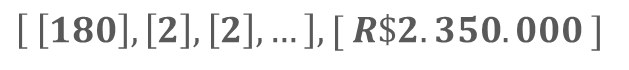 [ [180], [2], [2], ... ], [ R$2.350.000 ]